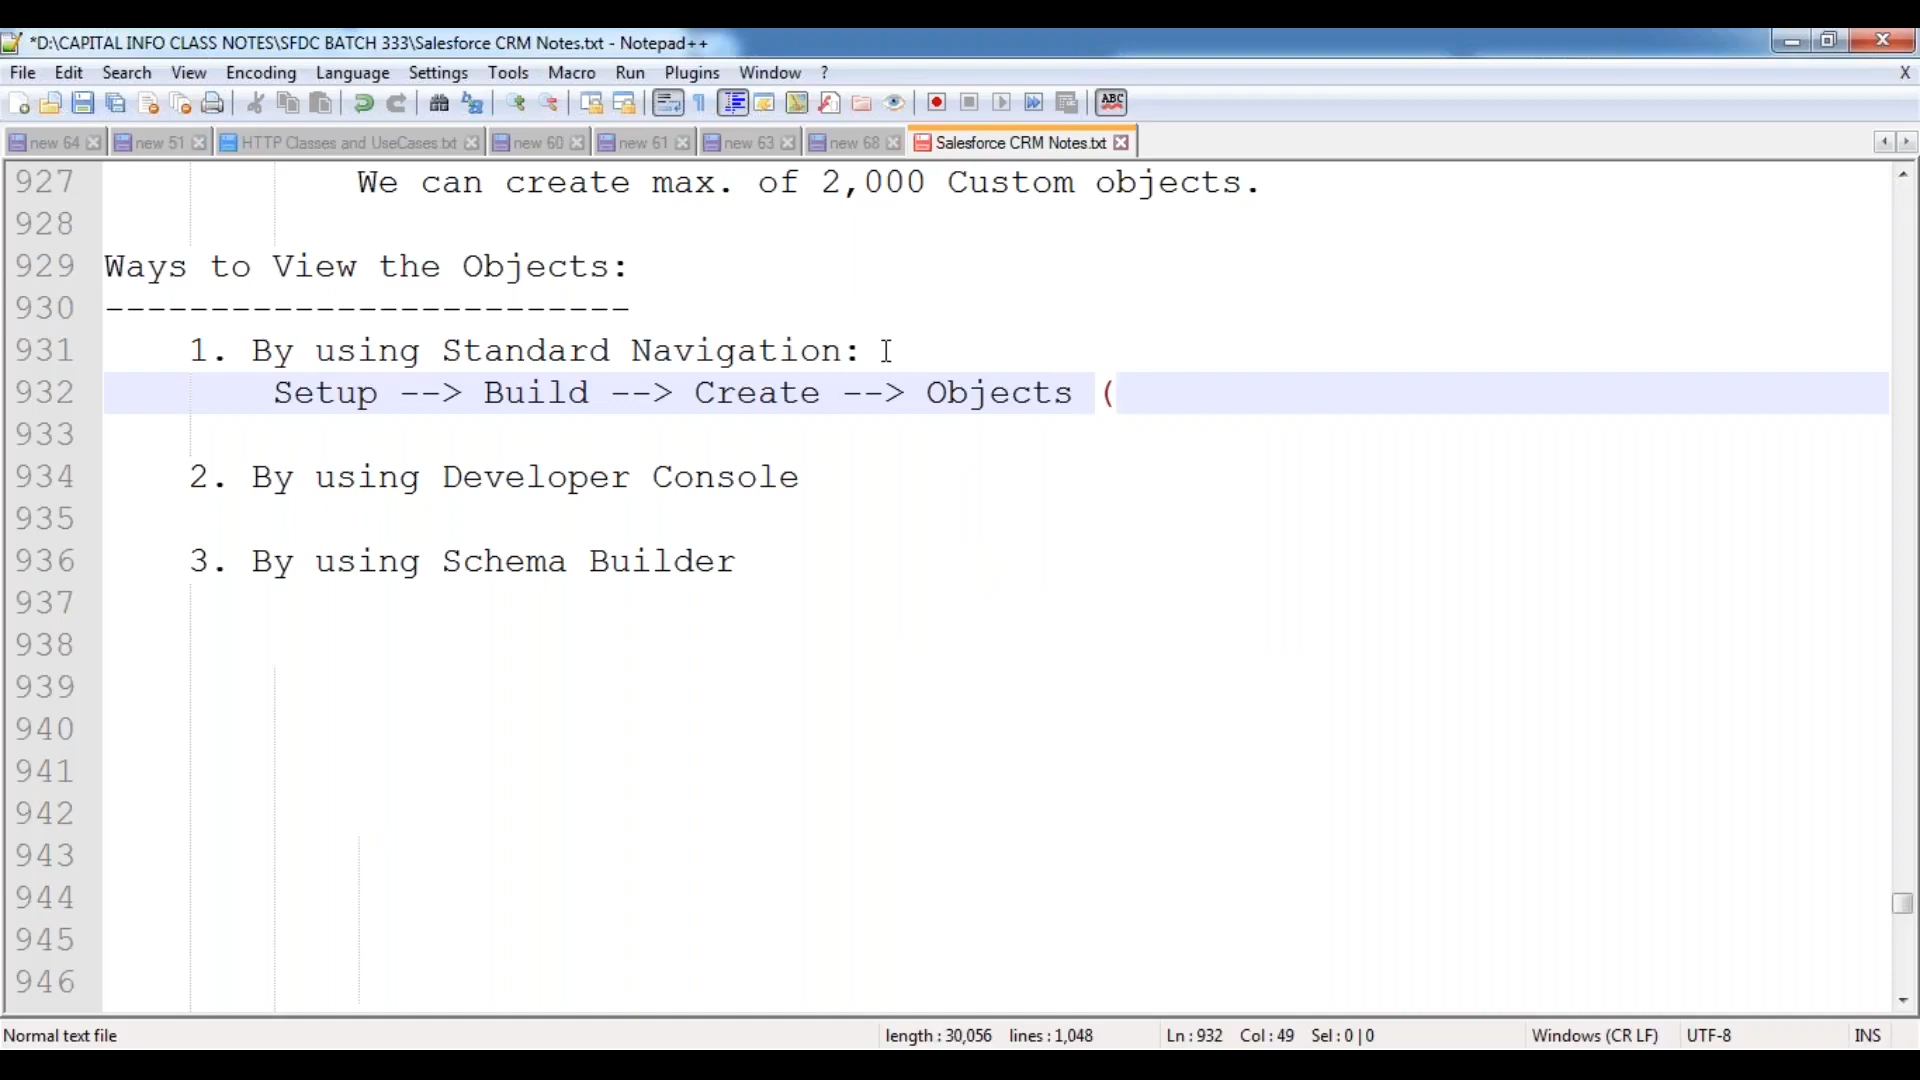 *D:\CAPITAL INFO CLASS NOTES\SFDC BATCH 333\Salesforce CRM Notes.txt - Notepad++
File Edit Search View Encoding Language Settings Tools Macro Run Plugins Window ? X
ABC
new 64 new 51 HTTP Classes and UseCases.txt new 60 new 61 new 63 new 68 Salesforce CRM Notes.txt
927 We can create max. of 2,000 Custom objects.
928
929 Ways to View the Objects:
930 -------------------------
931 1. By using Standard Navigation:
932 Setup --> Build --> Create --> Objects (
933
934 2. By using Developer Console
935
936 3. By using Schema Builder
937
938
939
940
941
942
943
944
945
946
Normal text file length : 30,056 lines : 1,048 Ln : 932 Col : 49 Sel : 0 | 0 Windows (CR LF) UTF-8 INS